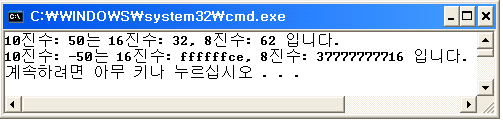 C:₩WINDOWS₩system32₩cmd.exe
10진수: 50는 16진수: 32, 8진수: 62 입니다.
10진수: -50는 16진수: ffffffce, 8진수: 37777777716 입니다.
계속하려면 아무 키나 누르십시오 . . .